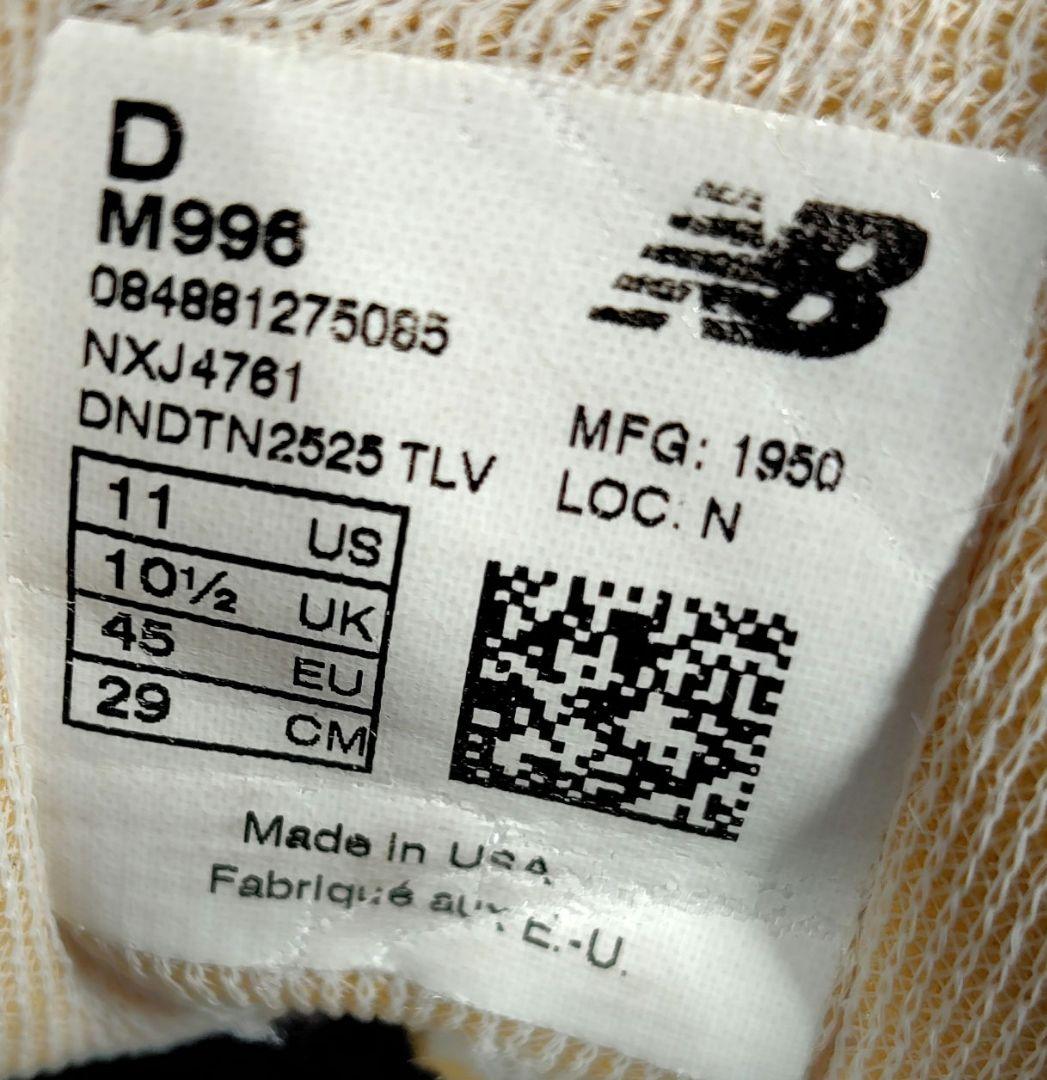 D
M996
084881275085
NXJ4761
DNDTN2525 TLV
MFG: 1950
LOC: N
11 US
10½ UK
45 EU
29 CM
Made in USA
Fabriqué aux E.-U.